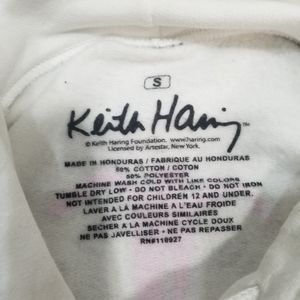 S
Keith Haring™
© Keith Haring Foundation. www.haring.com
Licensed by Artestar, New York.
MADE IN HONDURAS / FABRIQUE AU HONDURAS
50% COTTON / COTON
50% POLYESTER
MACHINE WASH COLD WITH LIKE COLORS
TUMBLE DRY LOW - DO NOT BLEACH - DO NOT IRON
NOT INTENDED FOR CHILDREN 12 AND UNDER.
LAVER A LA MACHINE A L'EAU FROIDE
AVEC COULEURS SIMILAIRES
SECHER A LA MACHINE CYCLE DOUX
NE PAS JAVELLISER - NE PAS REPASSER
RN#110927